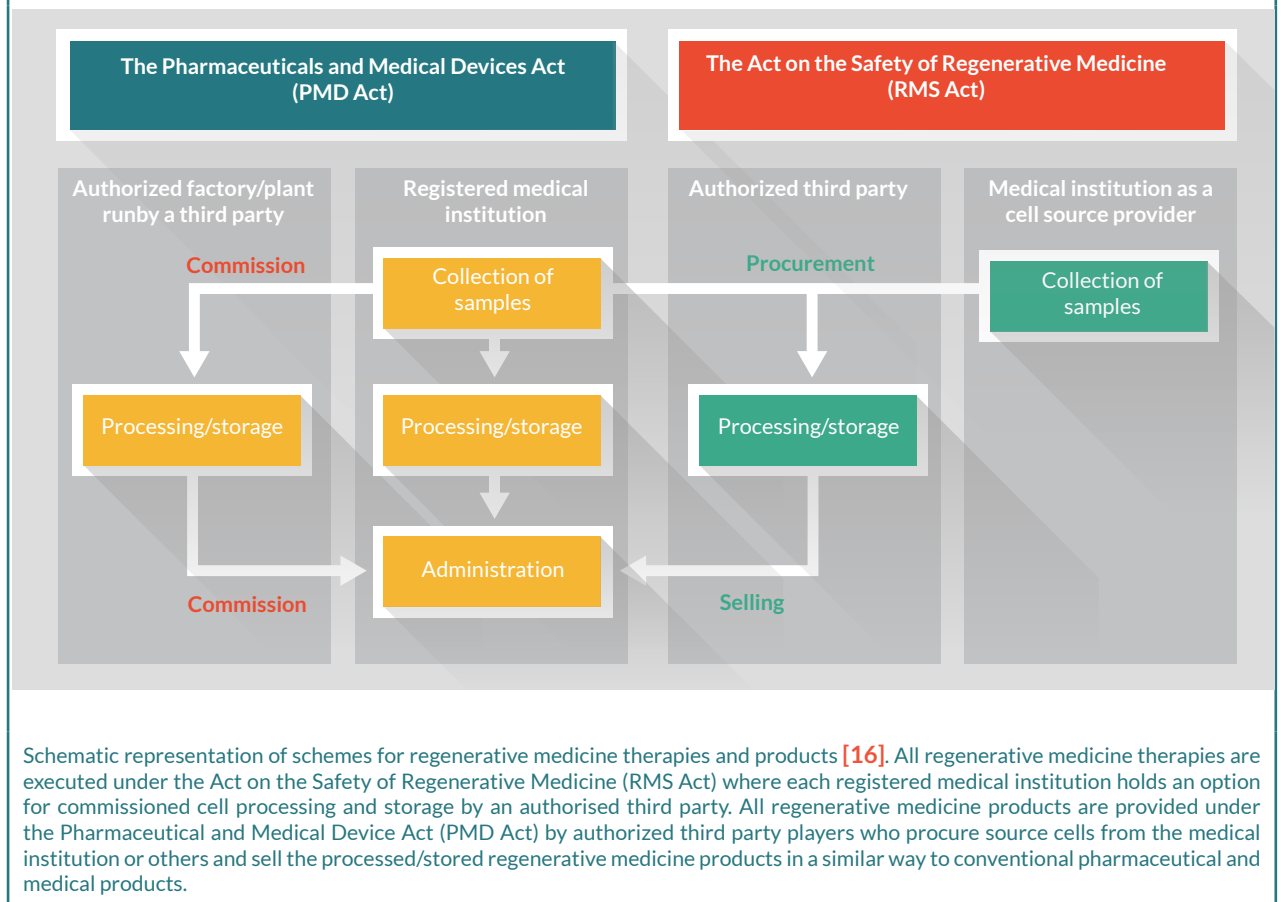 The Pharmaceuticals and Medical Devices Act
(PMD Act)
The Act on the Safety of Regenerative Medicine
(RMS Act)
Authorized factory/plant
runby a third party
Registered medical
institution
Authorized third party
Medical institution as a
cell source provider
Commission
Collection of
samples
Procurement
Collection of
samples
Processing/storage
Processing/storage
Processing/storage
Administration
Commission
Selling
Schematic representation of schemes for regenerative medicine therapies and products [16]. All regenerative medicine therapies are
executed under the Act on the Safety of Regenerative Medicine (RMS Act) where each registered medical institution holds an option
for commissioned cell processing and storage by an authorised third party. All regenerative medicine products are provided under
the Pharmaceutical and Medical Device Act (PMD Act) by authorized third party players who procure source cells from the medical
institution or others and sell the processed/stored regenerative medicine products in a similar way to conventional pharmaceutical and
medical products.